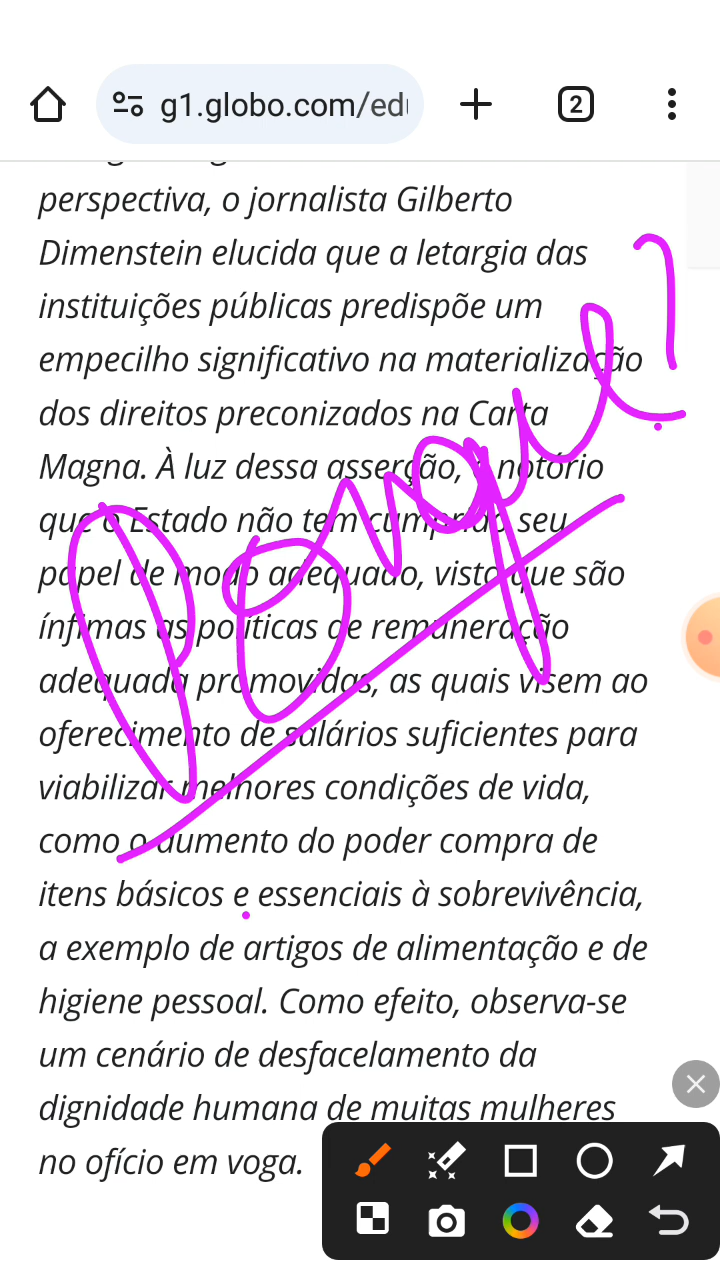 g1.globo.com/edu
2
perspectiva, o jornalista Gilberto
Dimenstein elucida que a letargia das
instituições públicas predispõe um
empecilho significativo na materialização
dos direitos preconizados na Carta
Magna. À luz dessa asserção, é notório
que o Estado não tem cumprido seu
papel de modo adequado, visto que são
ínfimas as políticas de remuneração
adequada promovidas, as quais visem ao
oferecimento de salários suficientes para
viabilizar melhores condições de vida,
como o aumento do poder compra de
itens básicos e essenciais à sobrevivência,
a exemplo de artigos de alimentação e de
higiene pessoal. Como efeito, observa-se
um cenário de desfacelamento da
dignidade humana de muitas mulheres
no ofício em voga.
Porque?